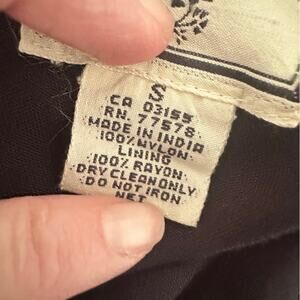 S
CA 03155
RN. 77578
MADE IN INDIA
100% NYLON
LINING
100% RAYON
DRY CLEAN ONLY
DO NOT IRON
NET